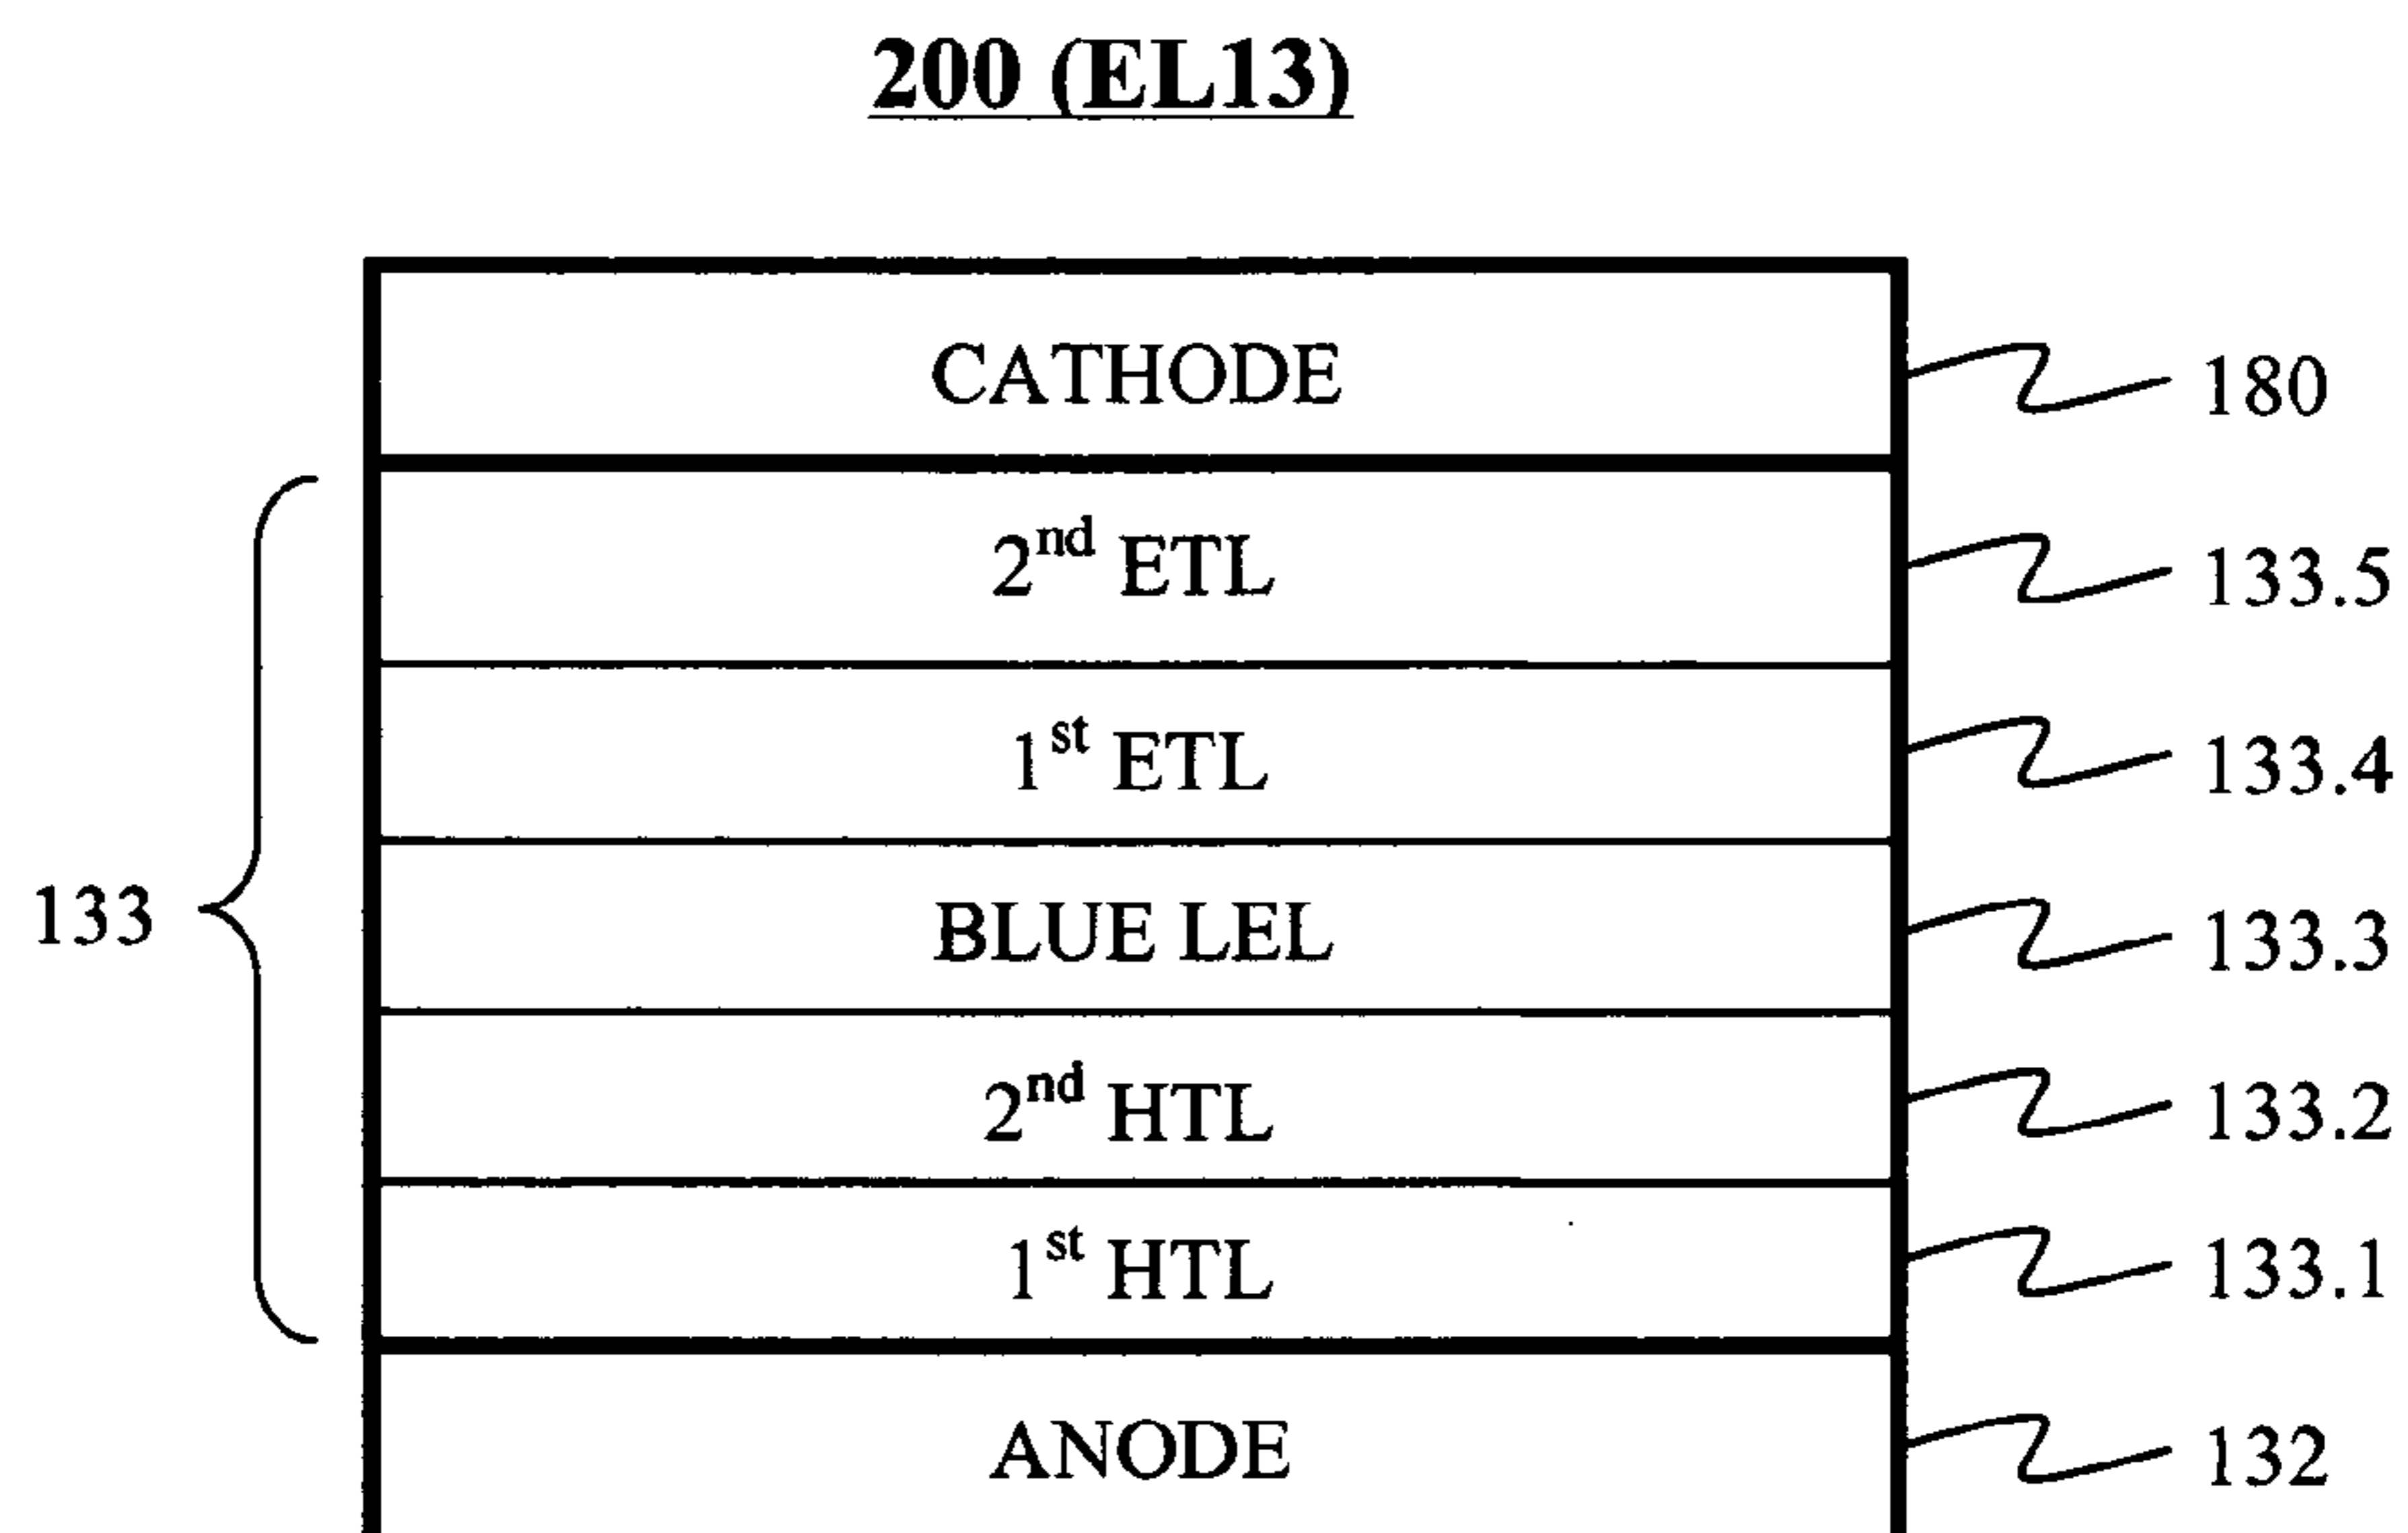 200 (EL13)
CATHODE 180
2nd ETL 133.5
1st ETL 133.4
133 BLUE LEL 133.3
2nd HTL 133.2
1st HTL 133.1
ANODE 132